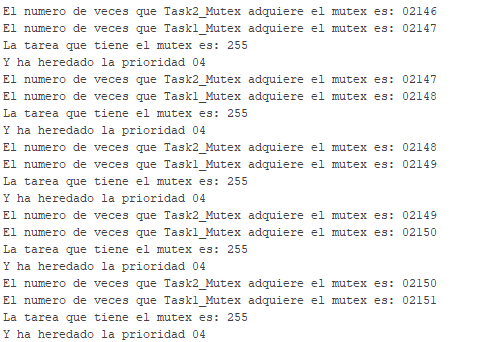 El numero de veces que Task2_Mutex adquiere el mutex es: 02146
El numero de veces que Task1_Mutex adquiere el mutex es: 02147
La tarea que tiene el mutex es: 255
Y ha heredado la prioridad 04
El numero de veces que Task2_Mutex adquiere el mutex es: 02147
El numero de veces que Task1_Mutex adquiere el mutex es: 02148
La tarea que tiene el mutex es: 255
Y ha heredado la prioridad 04
El numero de veces que Task2_Mutex adquiere el mutex es: 02148
El numero de veces que Task1_Mutex adquiere el mutex es: 02149
La tarea que tiene el mutex es: 255
Y ha heredado la prioridad 04
El numero de veces que Task2_Mutex adquiere el mutex es: 02149
El numero de veces que Task1_Mutex adquiere el mutex es: 02150
La tarea que tiene el mutex es: 255
Y ha heredado la prioridad 04
El numero de veces que Task2_Mutex adquiere el mutex es: 02150
El numero de veces que Task1_Mutex adquiere el mutex es: 02151
La tarea que tiene el mutex es: 255
Y ha heredado la prioridad 04